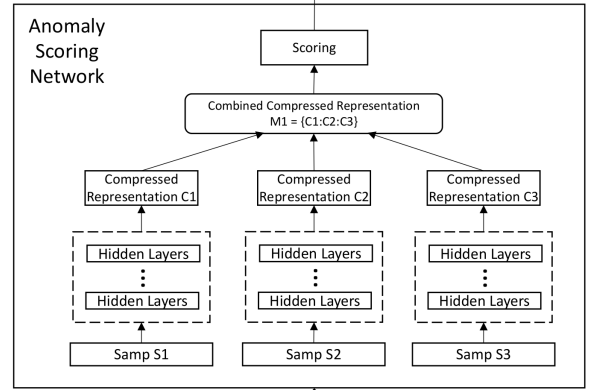 Anomaly
Scoring
Network
Scoring
Combined Compressed Representation
M1 = {C1:C2:C3}
Compressed
Representation C1
Compressed
Representation C2
Compressed
Representation C3
Hidden Layers
Hidden Layers
Hidden Layers
Hidden Layers
Hidden Layers
Hidden Layers
Samp S1
Samp S2
Samp S3